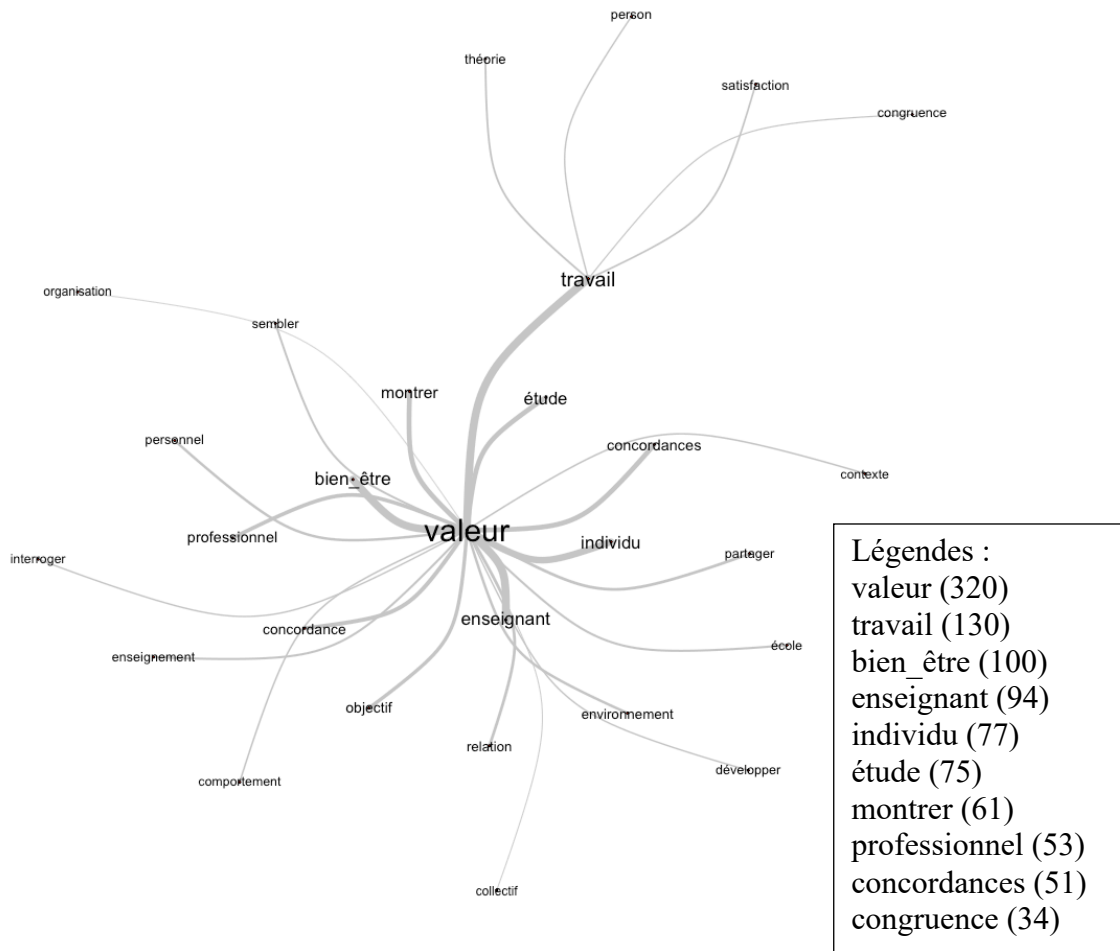 person
théorie
satisfaction
congruence
travail
organisation
sembler
montrer
étude
personnel
concordances
bien_être
contexte
valeur
professionnel
individu
interroger
partager
enseignant
concordance
école
enseignement
objectif
environnement
relation
développer
comportement
collectif
Légendes :
valeur (320)
travail (130)
bien_être (100)
enseignant (94)
individu (77)
étude (75)
montrer (61)
professionnel (53)
concordances (51)
congruence (34)